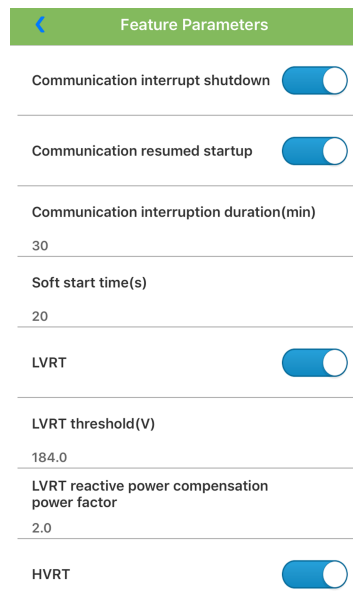 Feature Parameters
Communication interrupt shutdown
Communication resumed startup
Communication interruption duration(min)
30
Soft start time(s)
20
LVRT
LVRT threshold(V)
184.0
LVRT reactive power compensation
power factor
2.0
HVRT